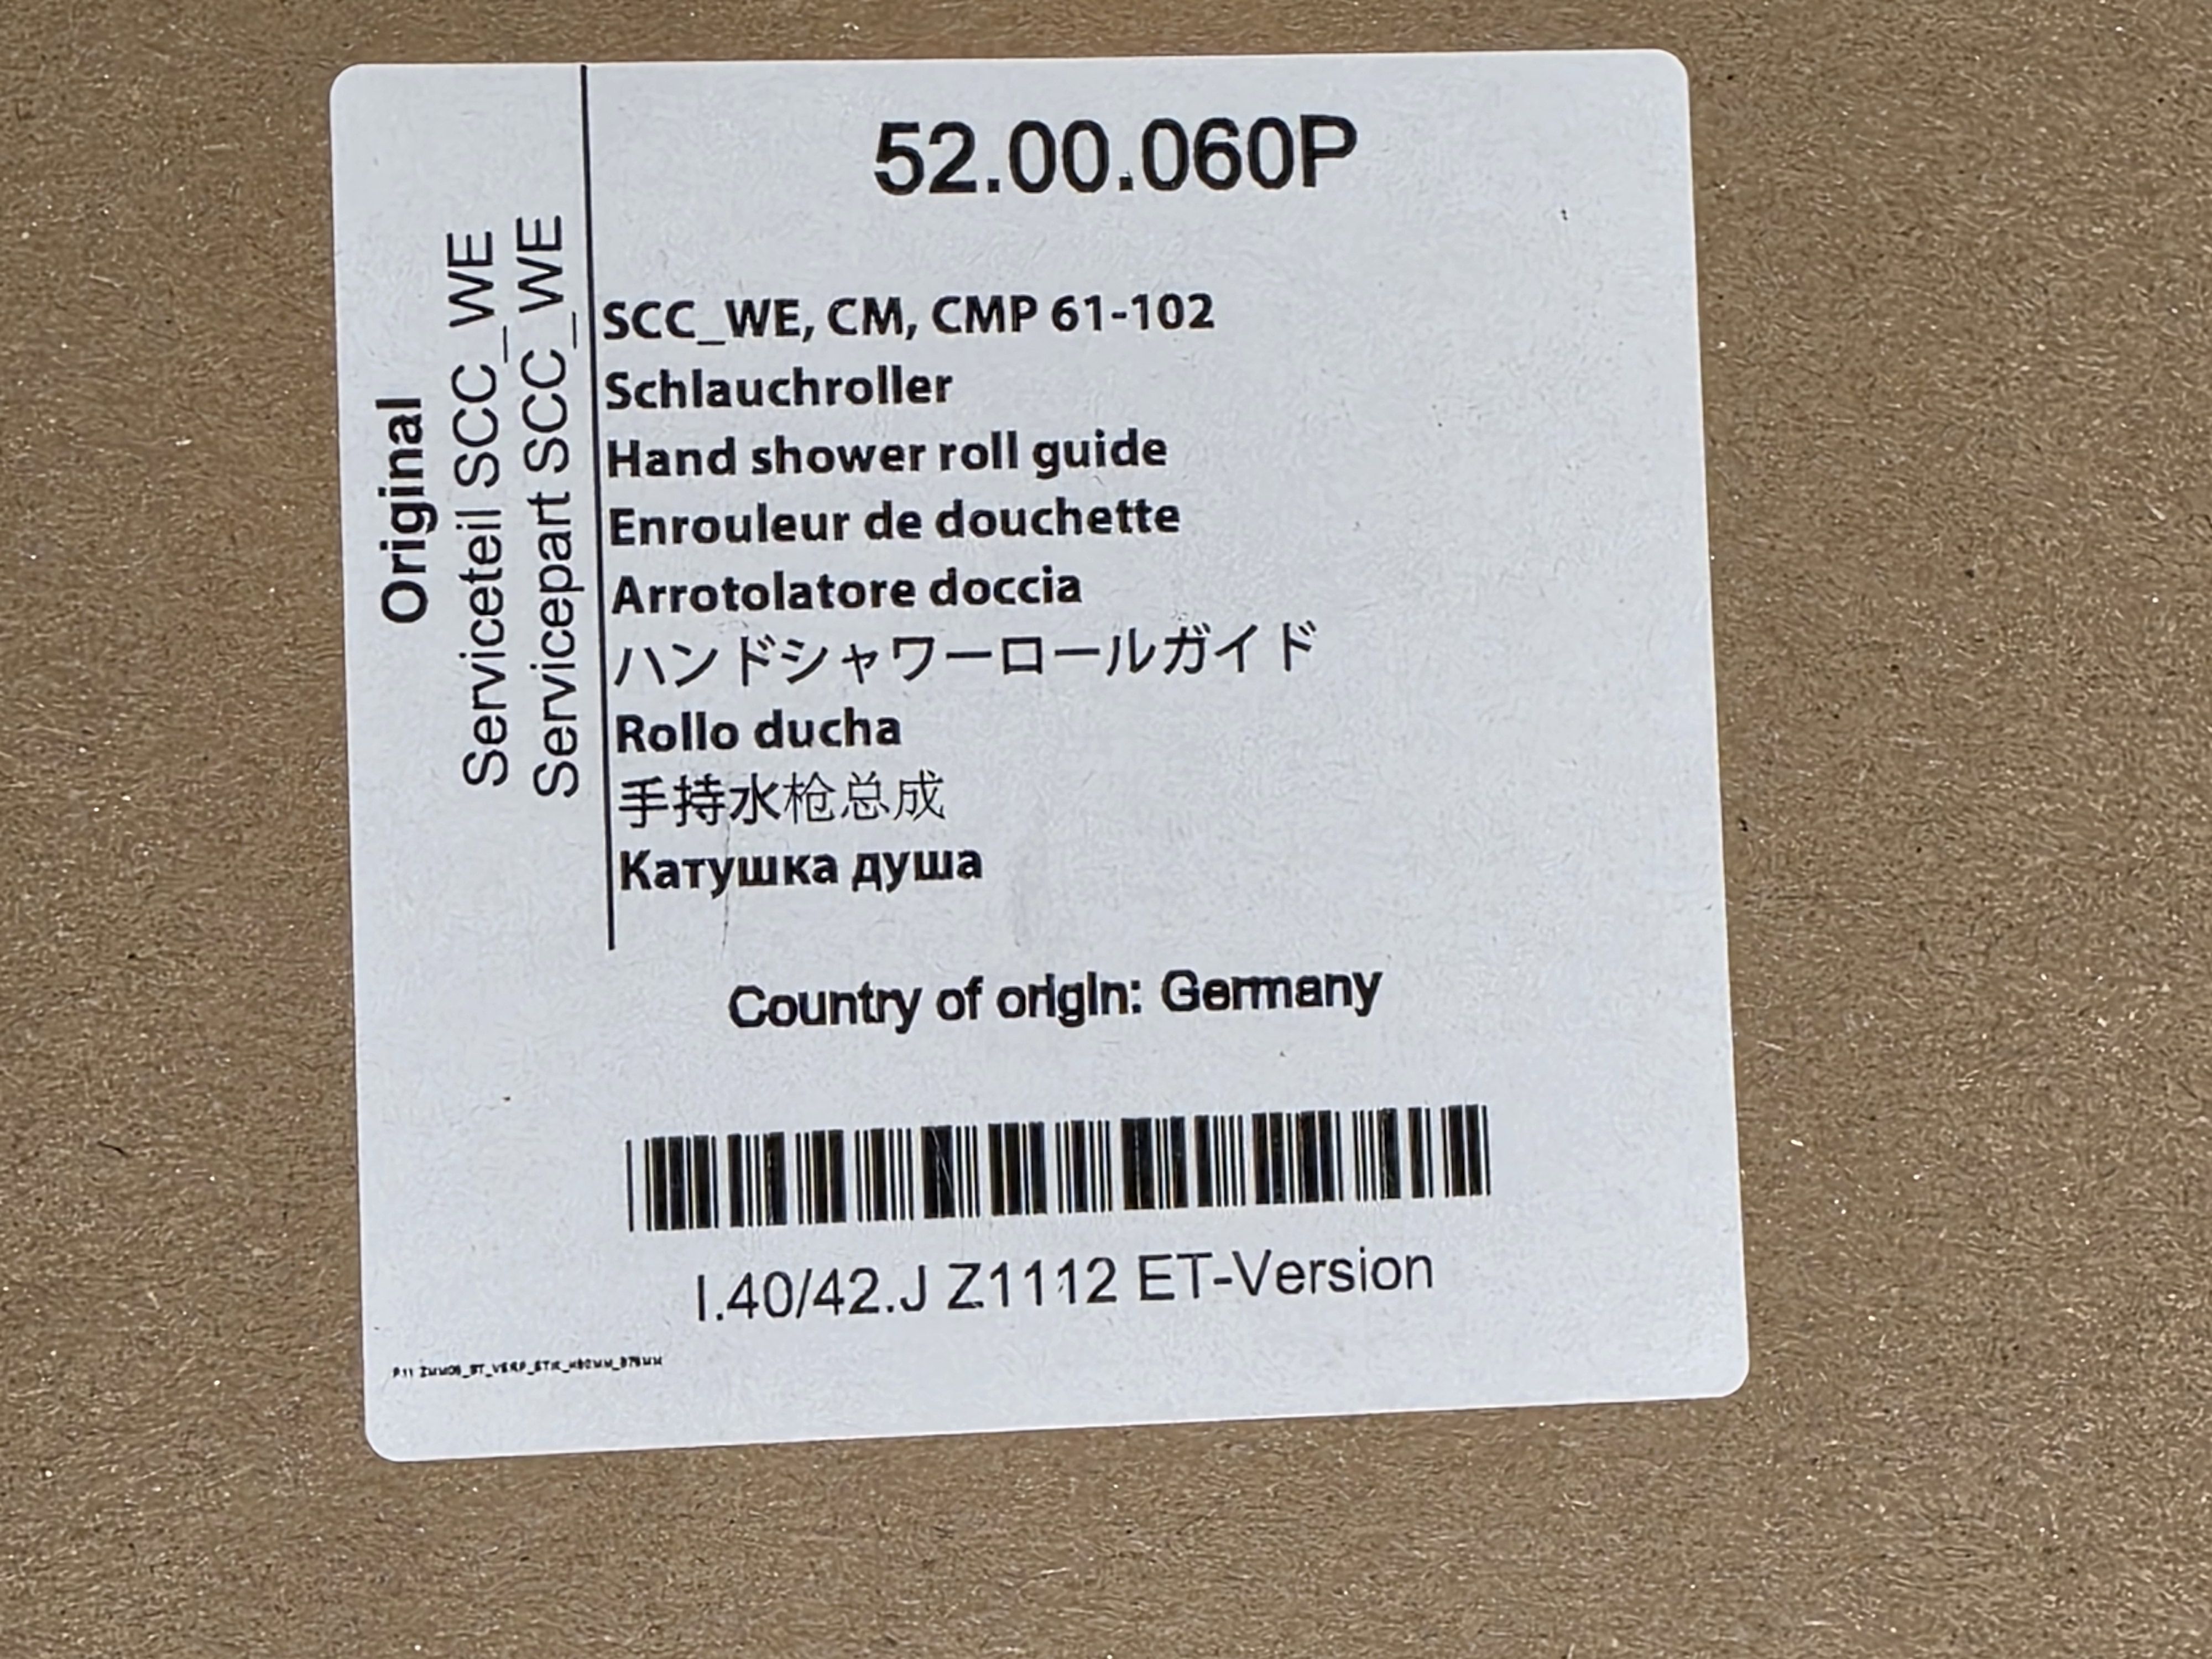 52.00.060P
Original
Serviceteil SCC_WE
Servicepart SCC_WE
SCC_WE, CM, CMP 61-102
Schlauchroller
Hand shower roll guide
Enrouleur de douchette
Arrotolatore doccia
ハンドシャワーロールガイド
Rollo ducha
手持水枪总成
Катушка душа
Country of origin: Germany
I.40/42.J Z1112 ET-Version